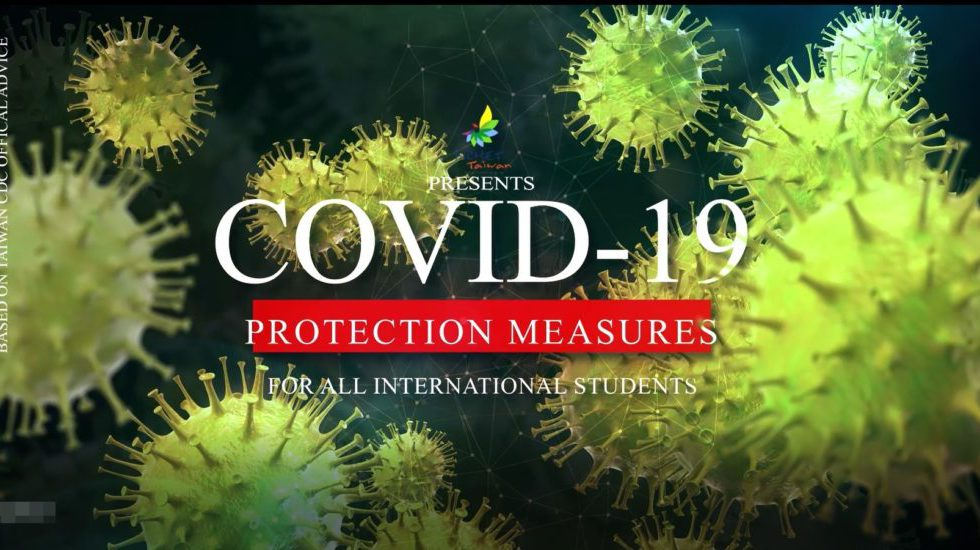 Taiwan
PRESENTS
COVID-19
PROTECTION MEASURES
FOR ALL INTERNATIONAL STUDENTS
BASED ON TAIWAN CDC OFFICAL ADVICE